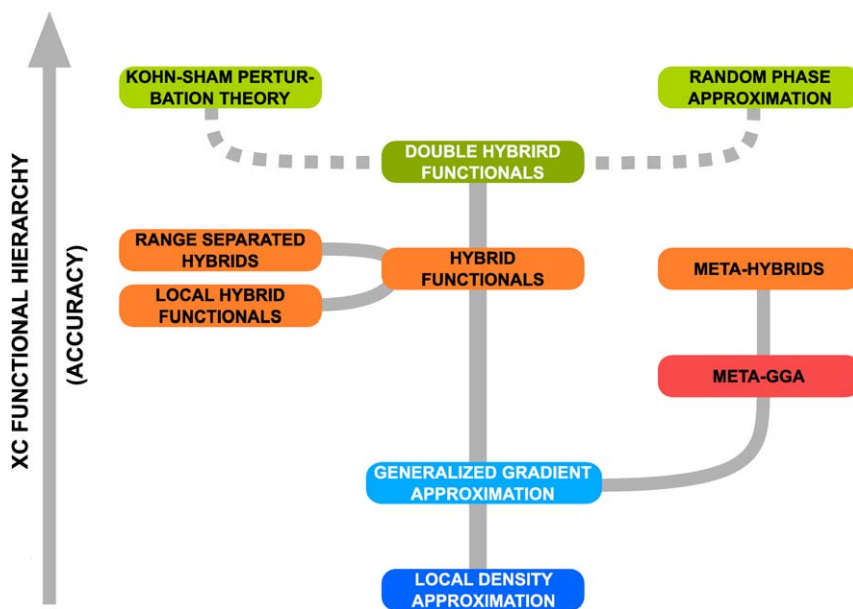 XC FUNCTIONAL HIERARCHY
(ACCURACY)
KOHN-SHAM PERTUR-
BATION THEORY
RANDOM PHASE
APPROXIMATION
DOUBLE HYBRIRD
FUNCTIONALS
RANGE SEPARATED
HYBRIDS
HYBRID
FUNCTIONALS
META-HYBRIDS
LOCAL HYBRID
FUNCTIONALS
META-GGA
GENERALIZED GRADIENT
APPROXIMATION
LOCAL DENSITY
APPROXIMATION